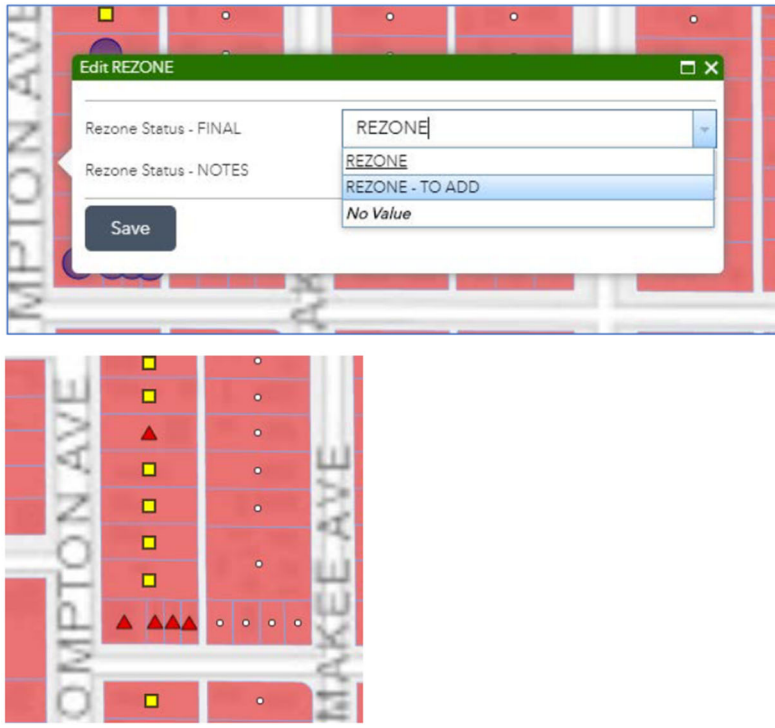 MPTON AVE
Edit REZONE
Rezone Status - FINAL
REZONE
Rezone Status - NOTES
REZONE
REZONE - TO ADD
No Value
Save
AK
OMPTON AVE
MAKEE AVE